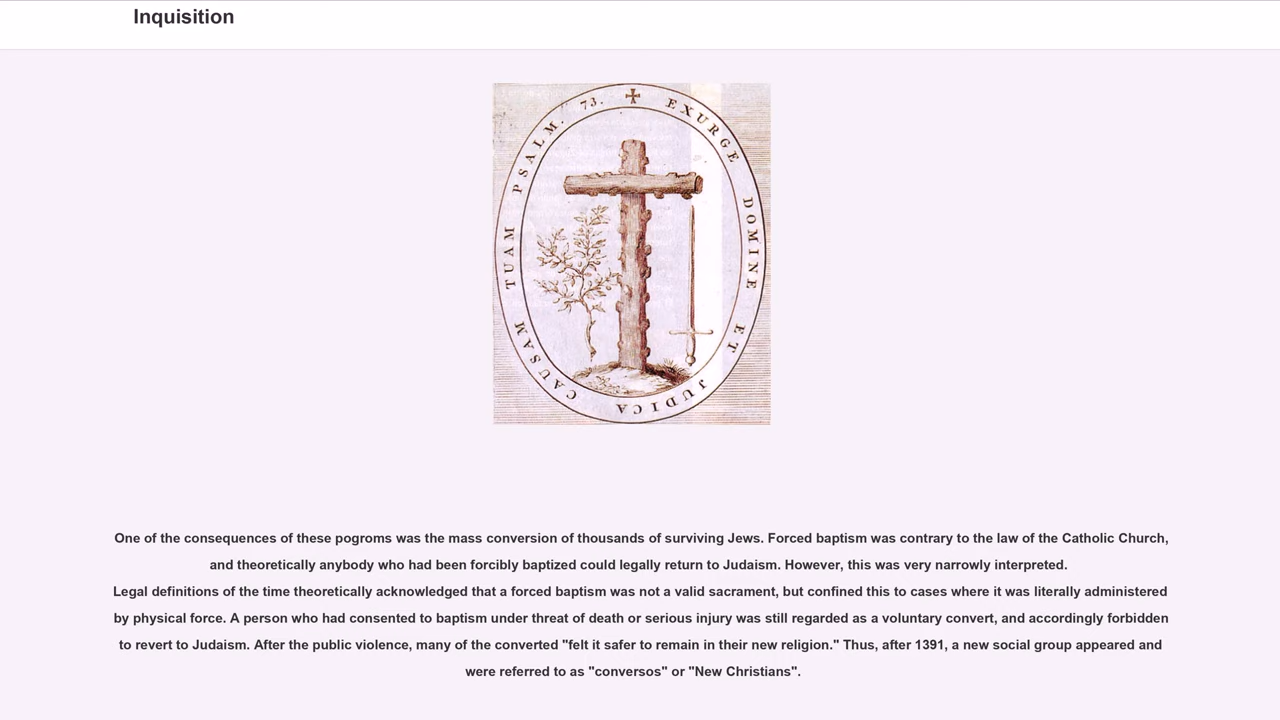 Inquisition
✠ EXURGE DOMINE ET JUDICA CAUSAM TUAM PSALM. 73.
One of the consequences of these pogroms was the mass conversion of thousands of surviving Jews. Forced baptism was contrary to the law of the Catholic Church,
and theoretically anybody who had been forcibly baptized could legally return to Judaism. However, this was very narrowly interpreted.
Legal definitions of the time theoretically acknowledged that a forced baptism was not a valid sacrament, but confined this to cases where it was literally administered
by physical force. A person who had consented to baptism under threat of death or serious injury was still regarded as a voluntary convert, and accordingly forbidden
to revert to Judaism. After the public violence, many of the converted "felt it safer to remain in their new religion." Thus, after 1391, a new social group appeared and
were referred to as "conversos" or "New Christians".